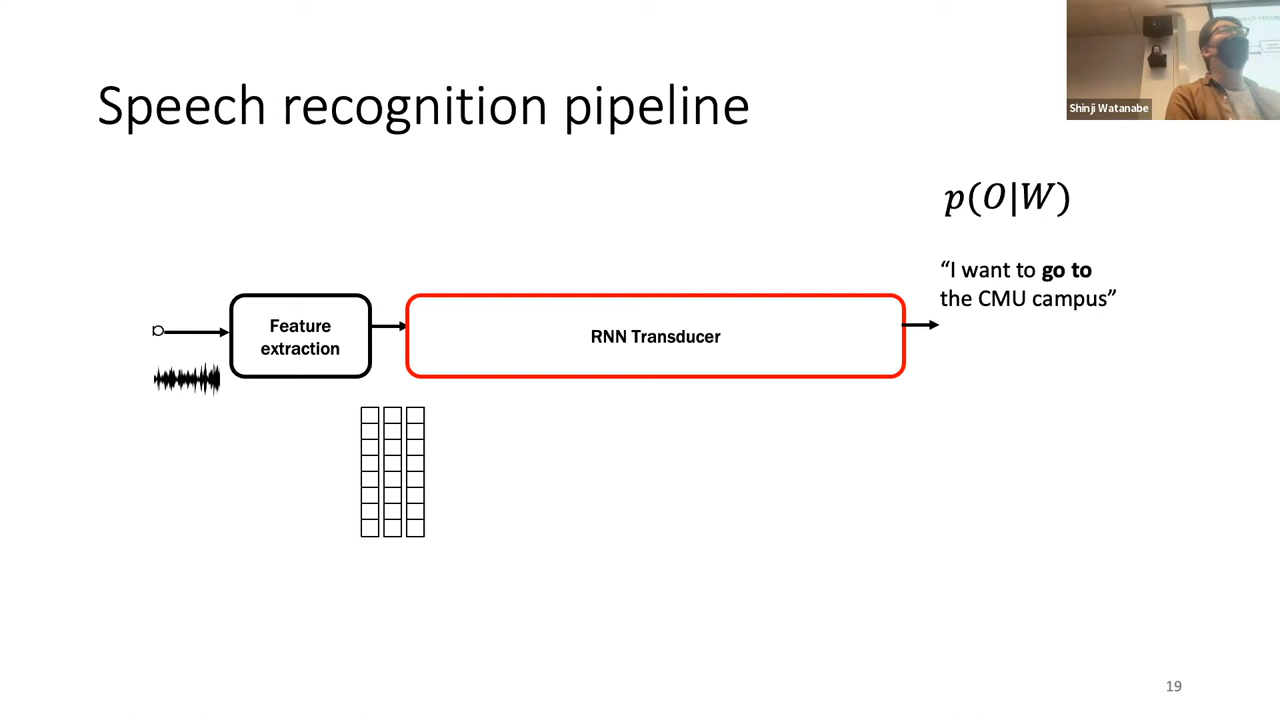 Speech recognition pipeline
Shinji Watanabe
p(O|W)
“I want to go to
the CMU campus”
Feature
extraction
RNN Transducer
19